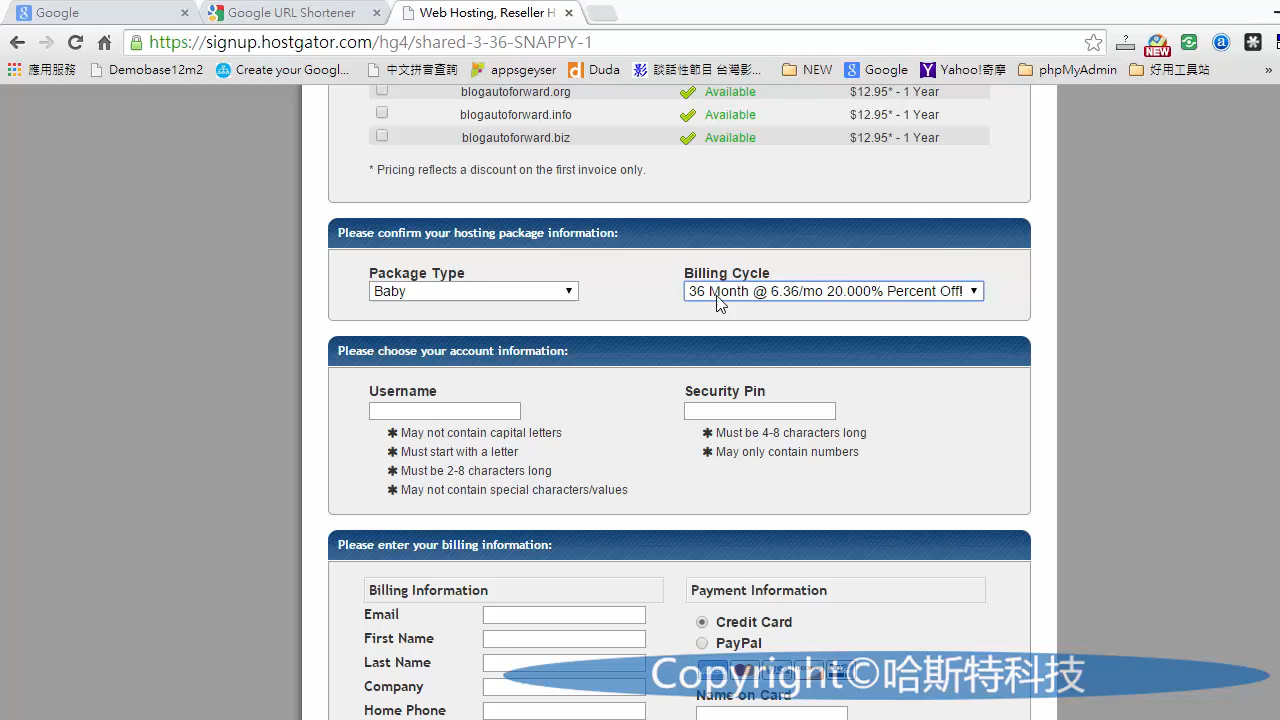 Google
Google URL Shortener
Web Hosting, Reseller H
https://signup.hostgator.com/hg4/shared-3-36-SNAPPY-1
應用服務 Democbase12m2 Create your Googl... 中文拼音查詢 appsgeyser Duda 談話性節目 台灣影... NEW Google Yahoo!奇摩 phpMyAdmin 好用工具站 »
blogautoforward.org Available $12.95* - 1 Year
blogautoforward.info Available $12.95* - 1 Year
blogautoforward.biz Available $12.95* - 1 Year
* Pricing reflects a discount on the first invoice only.
Please confirm your hosting package information:
Package Type Billing Cycle
Baby 36 Month @ 6.36/mo 20.000% Percent Off!
Please choose your account information:
Username Security Pin
✱ May not contain capital letters ✱ Must be 4-8 characters long
✱ Must start with a letter ✱ May only contain numbers
✱ Must be 2-8 characters long
✱ May not contain special characters/values
Please enter your billing information:
Billing Information Payment Information
Email Credit Card
First Name PayPal
Last Name
Copyright©哈斯特科技
Company Name on Card
Home Phone